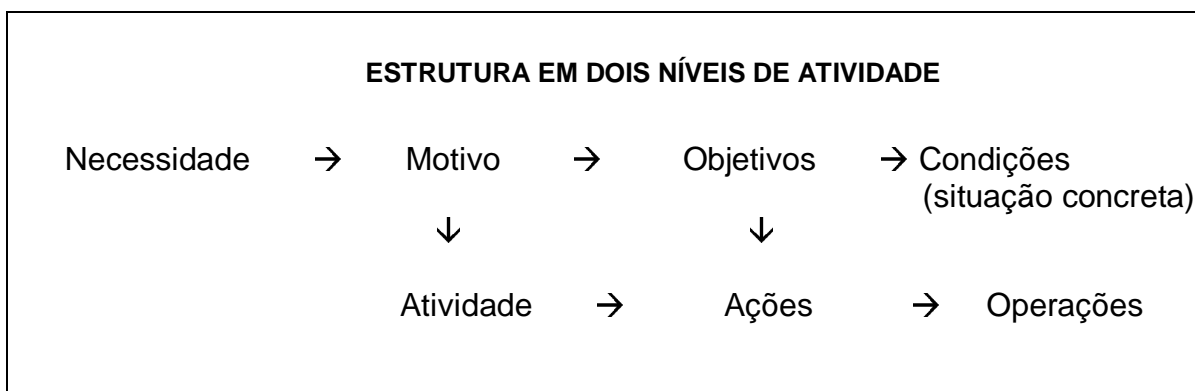 ESTRUTURA EM DOIS NÍVEIS DE ATIVIDADE
Necessidade → Motivo → Objetivos → Condições
(situação concreta)
↓ ↓
Atividade → Ações → Operações